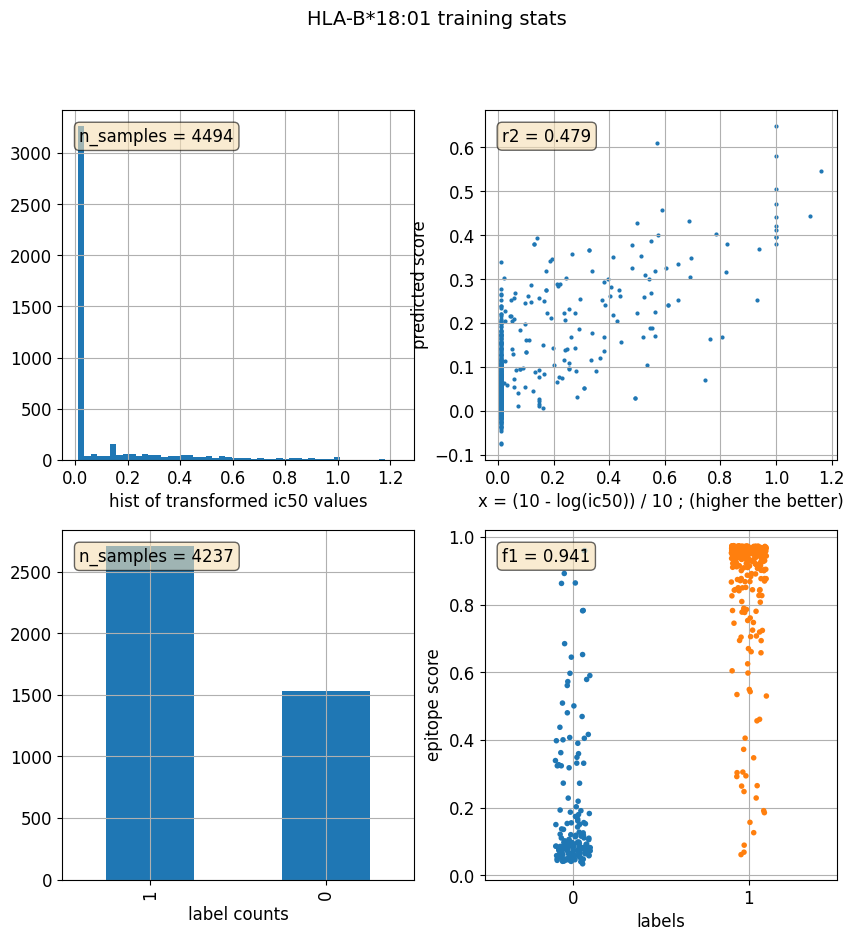 HLA-B*18:01 training stats
n_samples = 4494
3000
2500
2000
1500
1000
500
0
0.0 0.2 0.4 0.6 0.8 1.0 1.2
hist of transformed ic50 values
r2 = 0.479
predicted score
0.6
0.5
0.4
0.3
0.2
0.1
0.0
−0.1
0.0 0.2 0.4 0.6 0.8 1.0 1.2
x = (10 - log(ic50)) / 10 ; (higher the better)
n_samples = 4237
2500
2000
1500
1000
500
0
1 0
label counts
f1 = 0.941
epitope score
1.0
0.8
0.6
0.4
0.2
0.0
0 1
labels